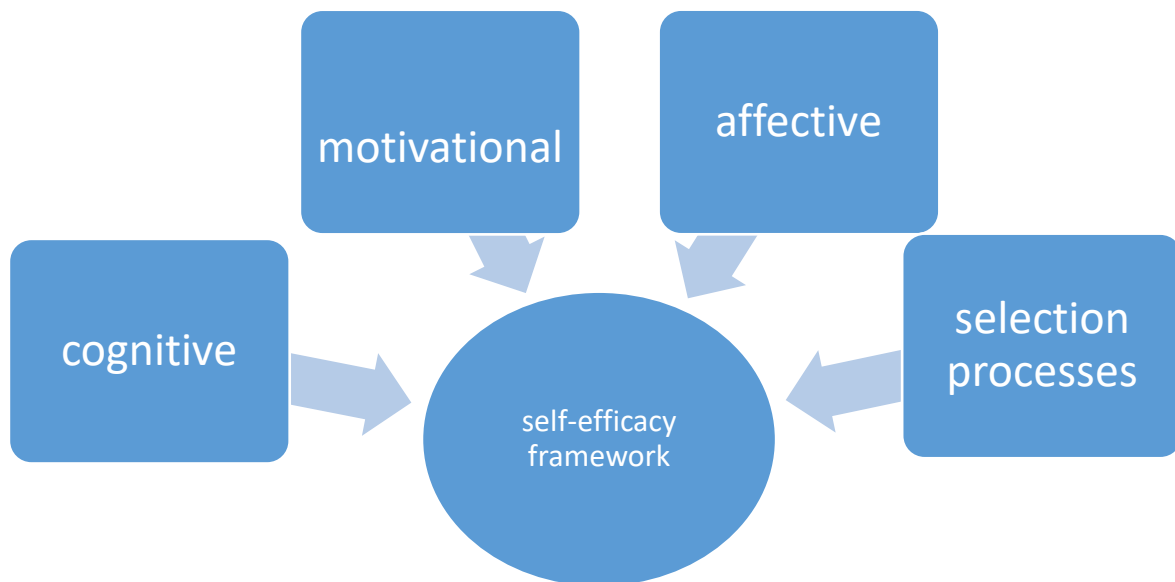 motivational
affective
cognitive
selection
processes
self-efficacy
framework